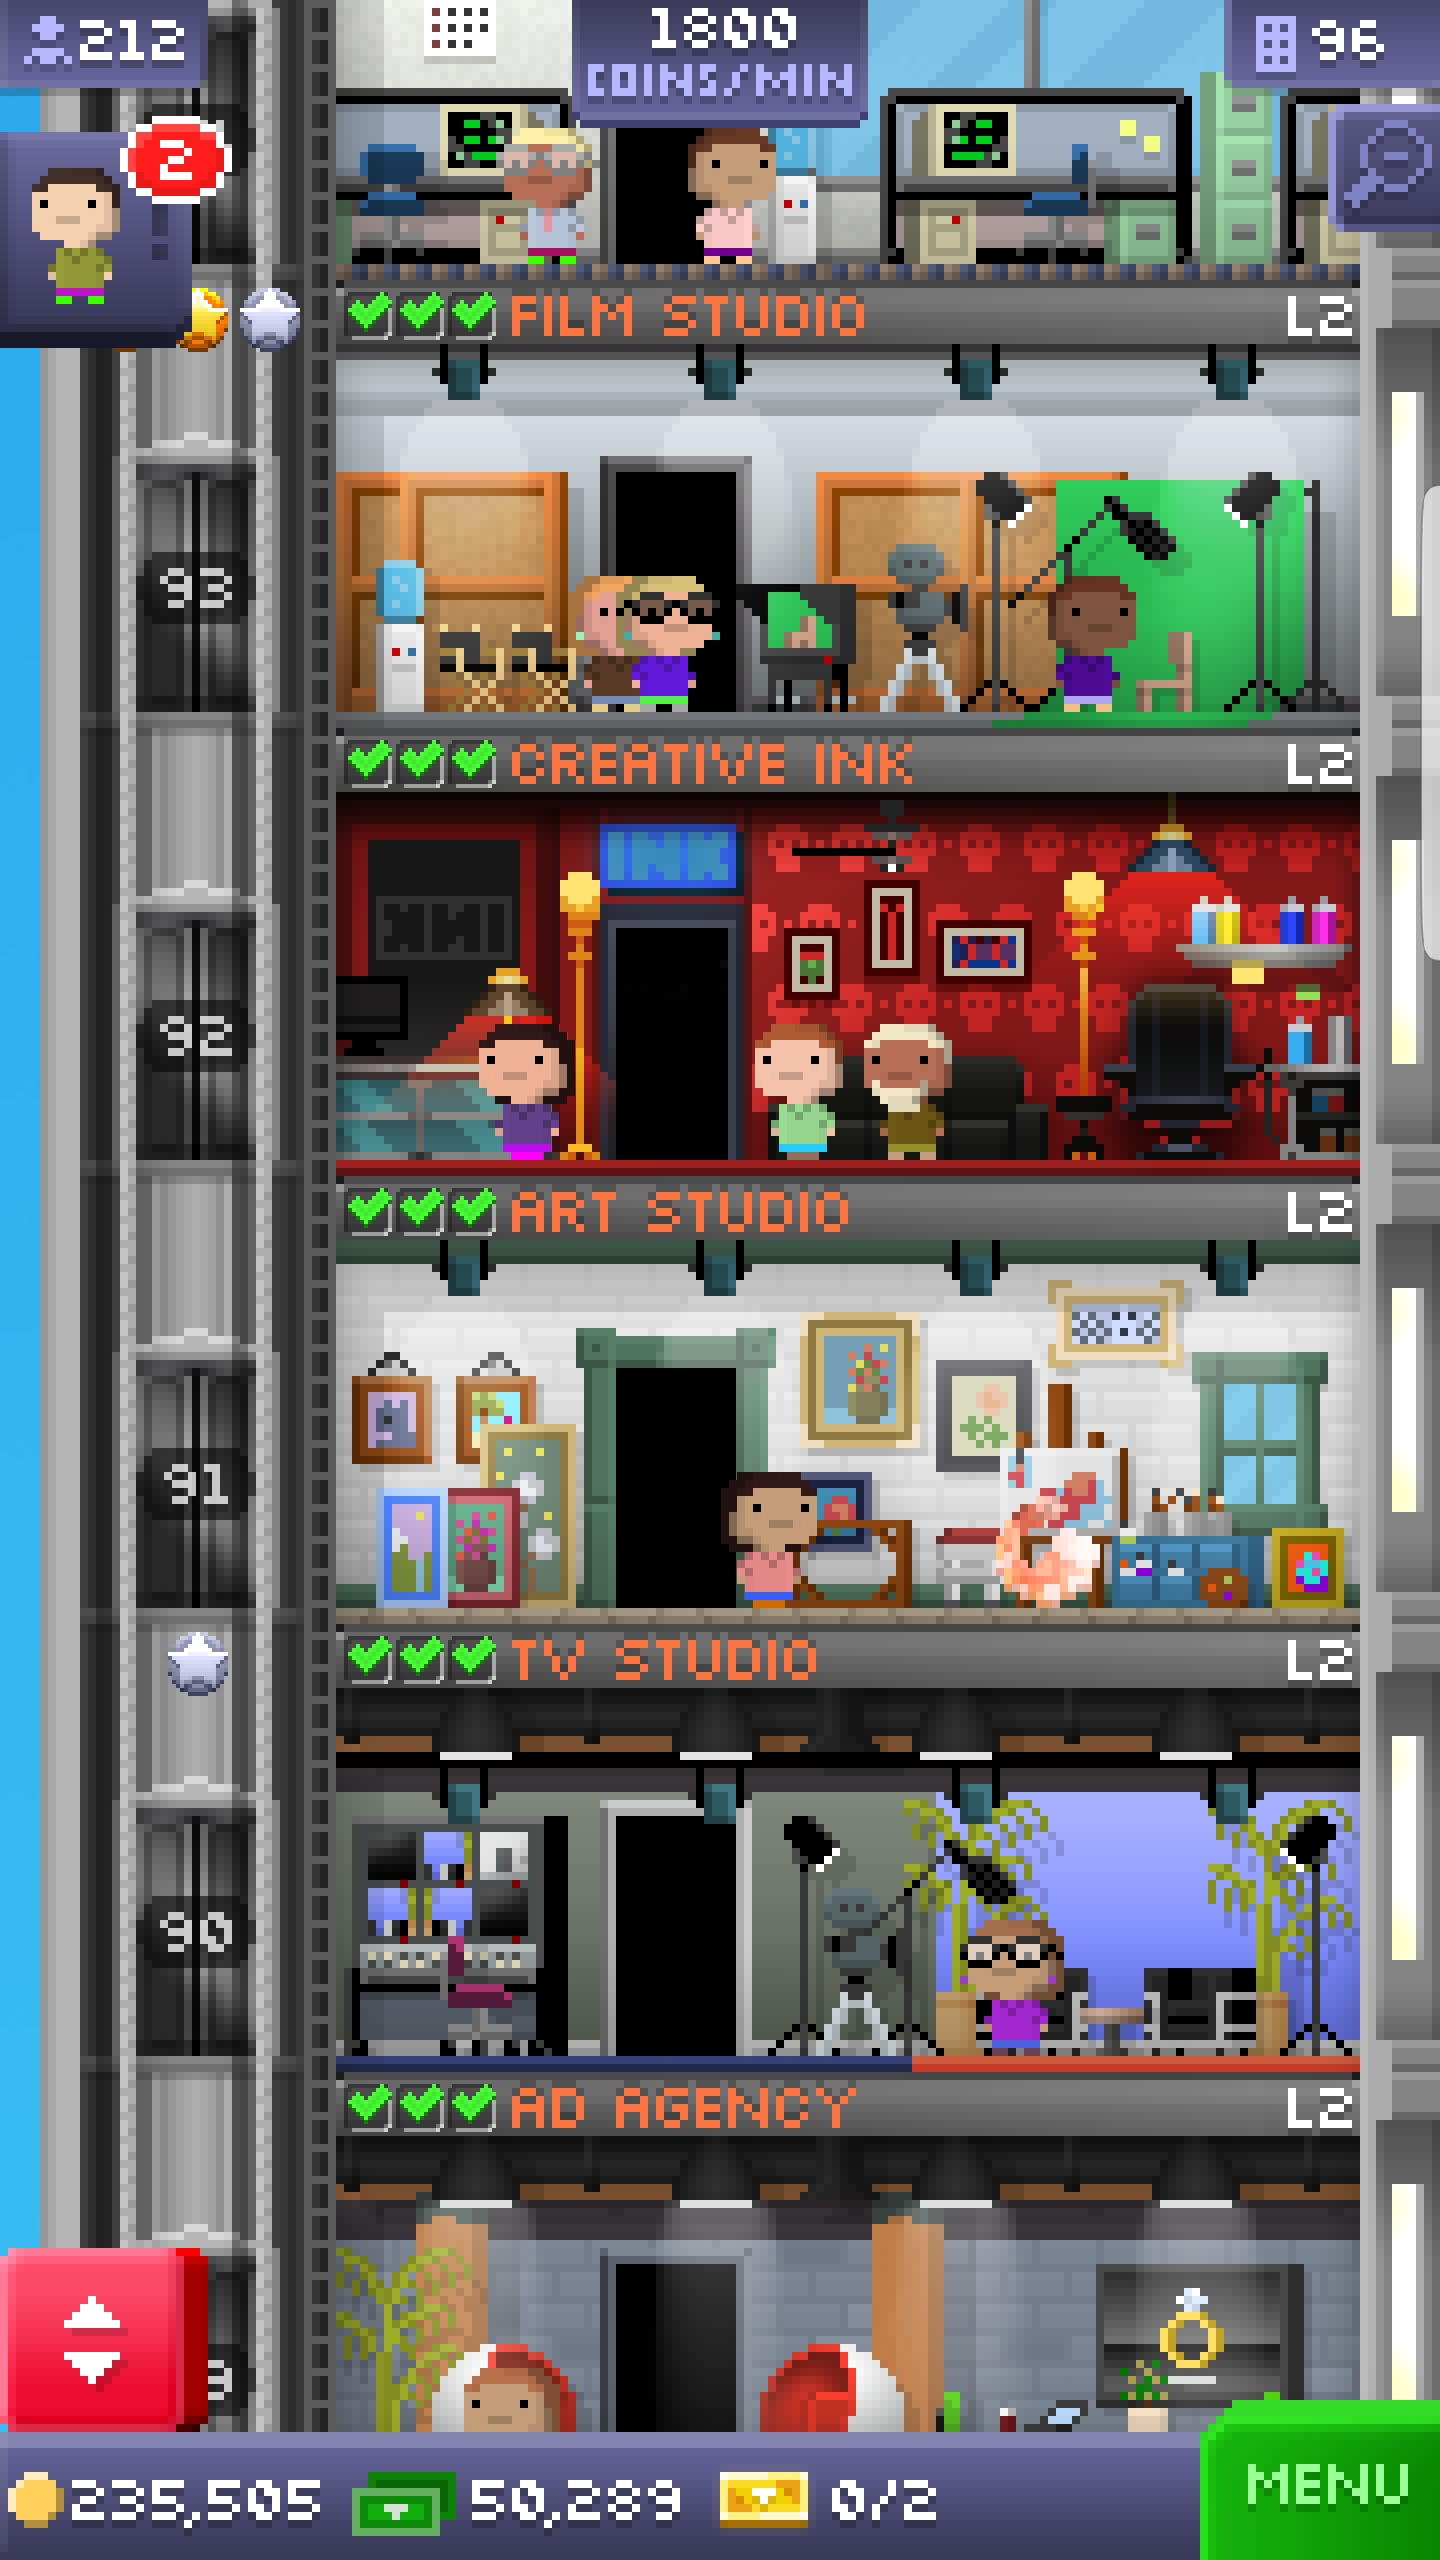 212
1800
COINS/MIN
96
2
FILM STUDIO L2
93
CREATIVE INK L2
INK
92
ART STUDIO L2
91
TV STUDIO L2
90
AD AGENCY L2
235,505
50,289
0/2
MENU